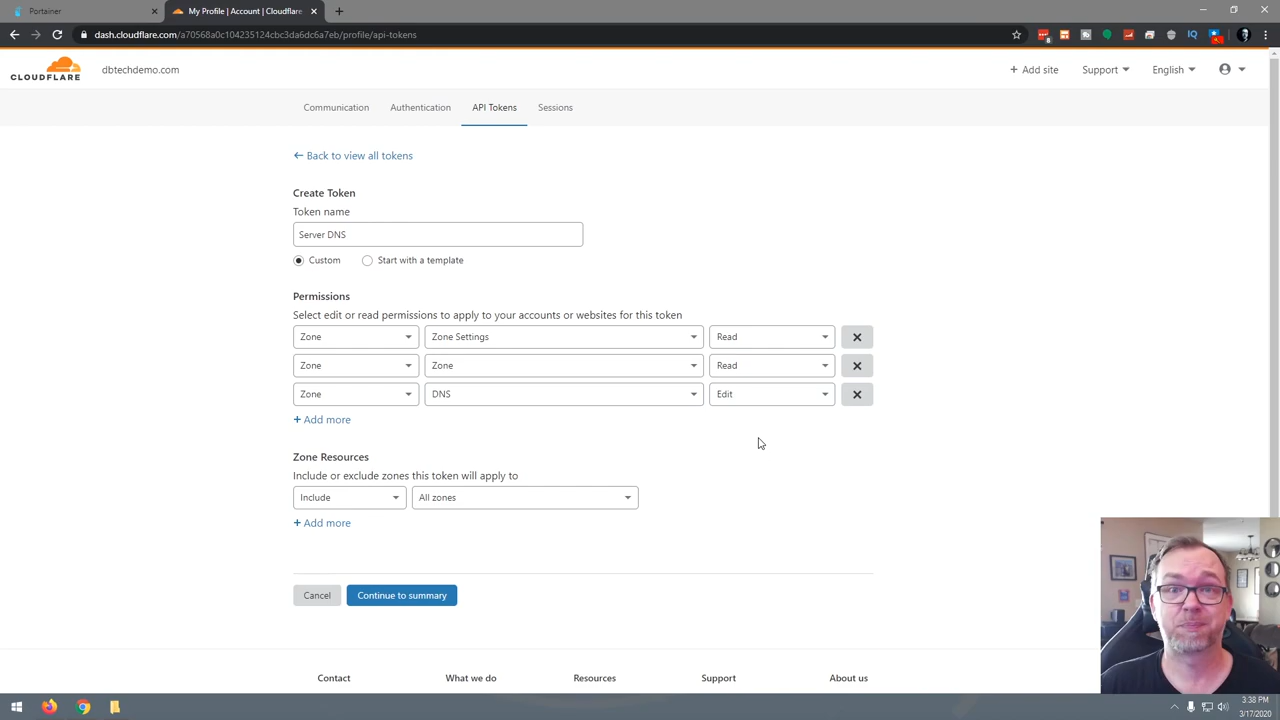 Portainer
My Profile | Account | Cloudflare
dash.cloudflare.com/a70568a0c104235124cbc3da6dc6a7eb/profile/api-tokens
CLOUDFLARE
dbtechdemo.com
+ Add site
Support
English
Communication
Authentication
API Tokens
Sessions
← Back to view all tokens
Create Token
Token name
Server DNS
Custom
Start with a template
Permissions
Select edit or read permissions to apply to your accounts or websites for this token
Zone
Zone Settings
Read
Zone
Zone
Read
Zone
DNS
Edit
+ Add more
Zone Resources
Include or exclude zones this token will apply to
Include
All zones
+ Add more
Cancel
Continue to summary
Contact
What we do
Resources
Support
About us
3:38 PM
3/17/2020